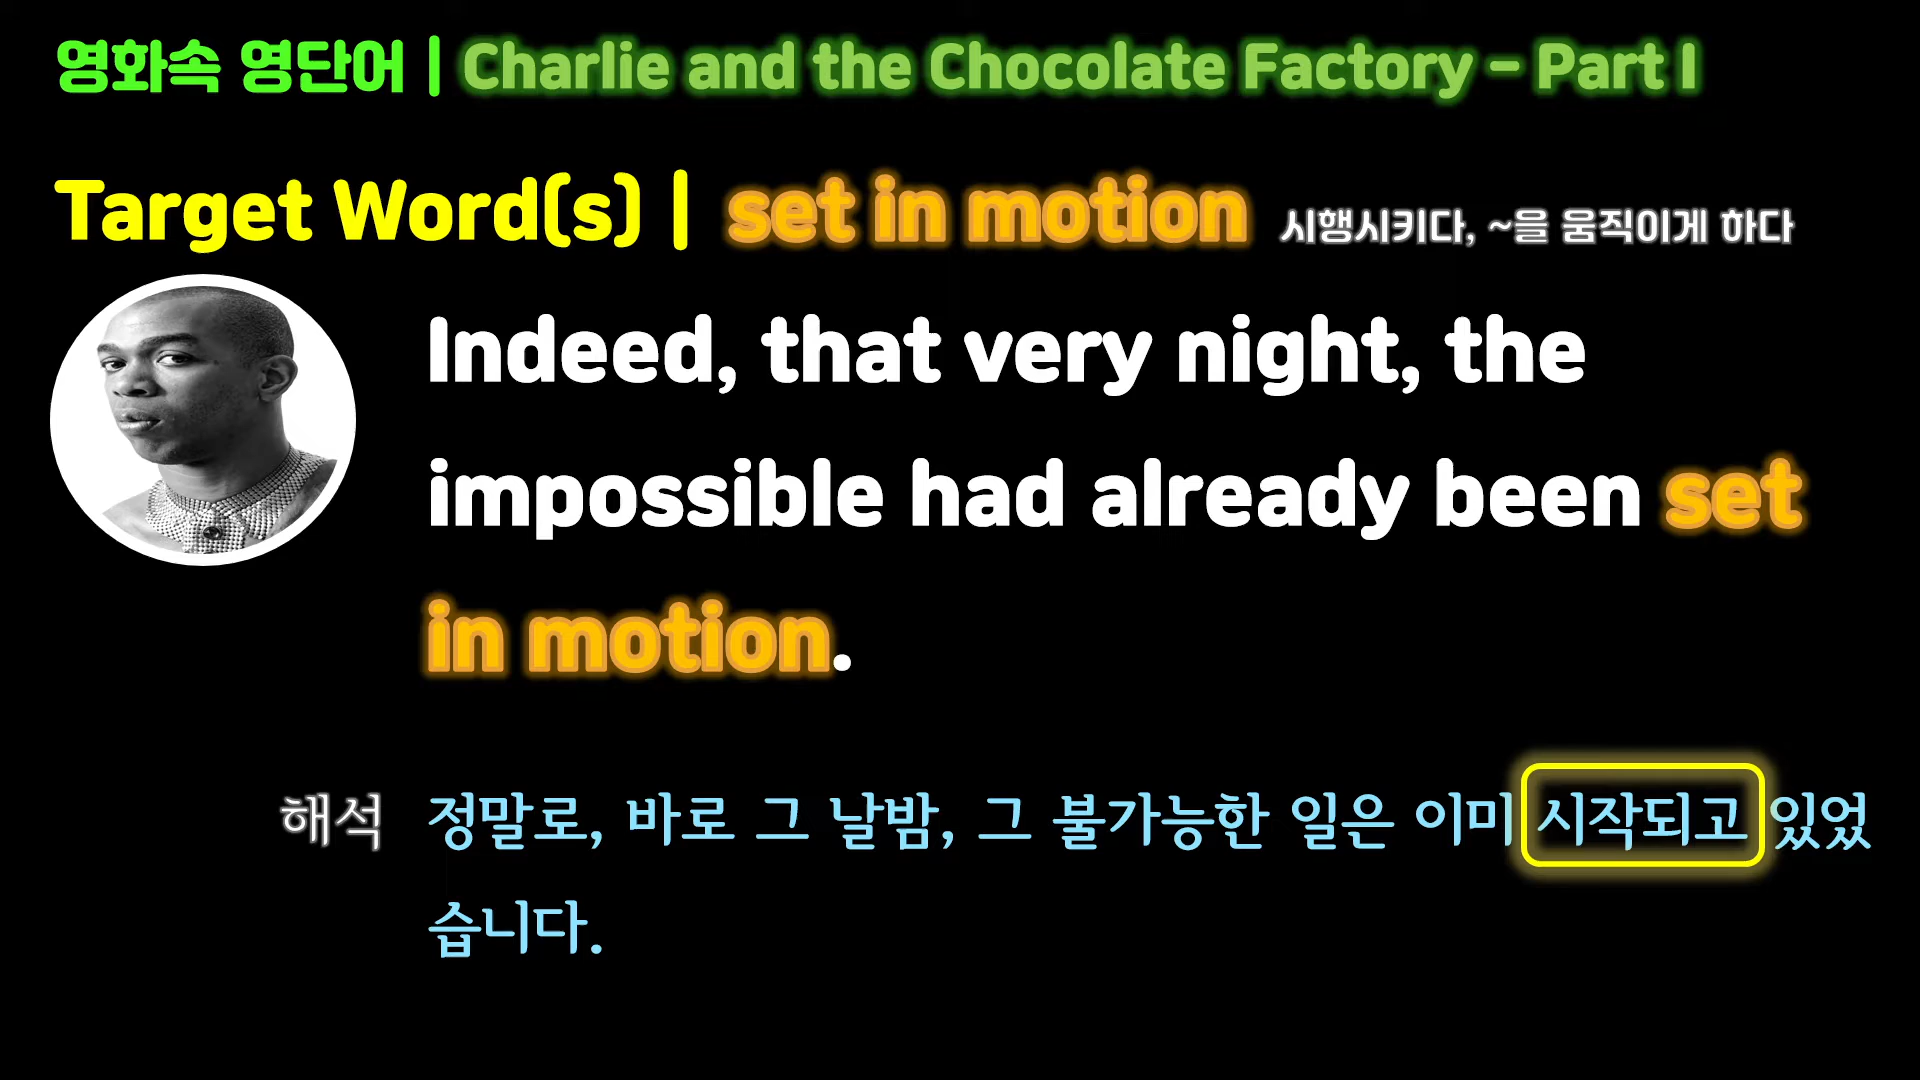 영화속 영단어 | Charlie and the Chocolate Factory - Part I
Target Word(s) | set in motion 시행시키다, ~을 움직이게 하다
Indeed, that very night, the
impossible had already been set
in motion.
해석 정말로, 바로 그 날밤, 그 불가능한 일은 이미 시작되고 있었
습니다.